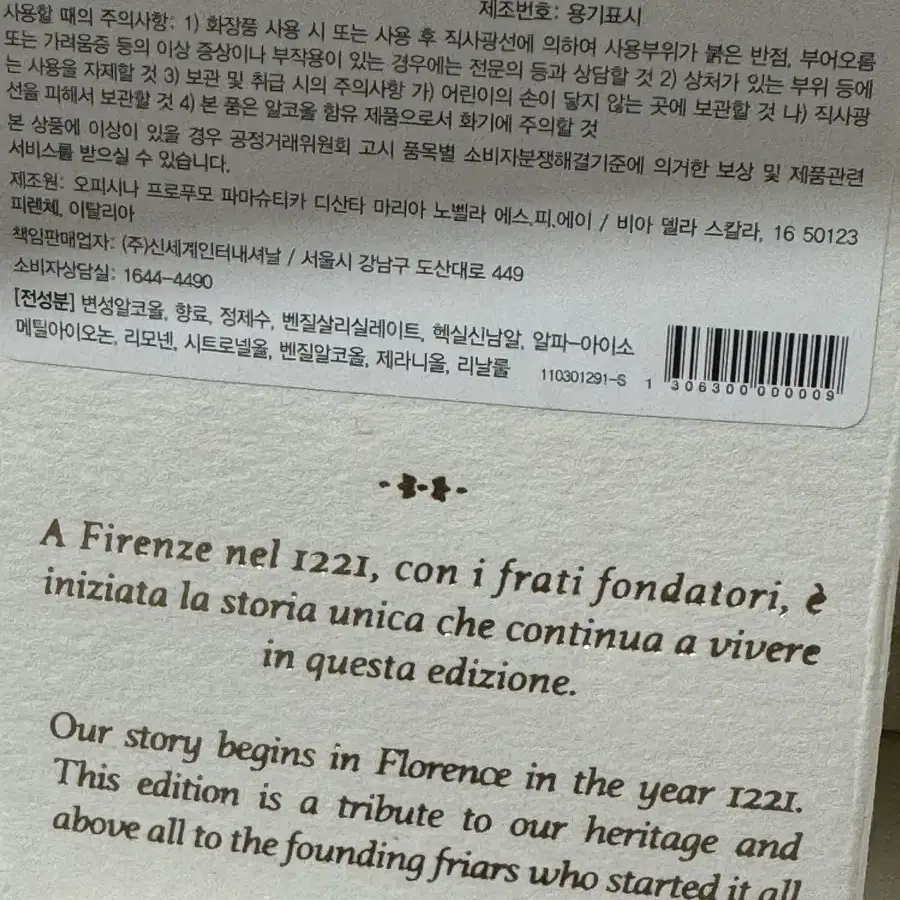 제조번호: 용기표시
사용할 때의 주의사항: 1) 화장품 사용 시 또는 사용 후 직사광선에 의하여 사용부위가 붉은 반점, 부어오름
또는 가려움증 등의 이상 증상이나 부작용이 있는 경우에는 전문의 등과 상담할 것 2) 상처가 있는 부위 등에
는 사용을 자제할 것 3) 보관 및 취급 시의 주의사항 가) 어린이의 손이 닿지 않는 곳에 보관할 것 나) 직사광
선을 피해서 보관할 것 4) 본 품은 알코올 함유 제품으로서 화기에 주의할 것
본 상품에 이상이 있을 경우 공정거래위원회 고시 품목별 소비자분쟁해결기준에 의거한 보상 및 제품관련
서비스를 받으실 수 있습니다.
제조원: 오피시나 프로푸모 파마슈티카 디산타 마리아 노벨라 에스.피.에이 / 비아 델라 스칼라, 16 50123
피렌체, 이탈리아
책임판매업자: (주)신세계인터내셔날 / 서울시 강남구 도산대로 449
소비자상담실: 1644-4490
[전성분] 변성알코올, 향료, 정제수, 벤질살리실레이트, 헥실신남알, 알파-아이소
메틸아이오논, 리모넨, 시트로넬올, 벤질알코올, 제라니올, 리날룰
110301291-S
1 306300 000009
A Firenze nel 1221, con i frati fondatori, è
iniziata la storia unica che continua a vivere
in questa edizione.
Our story begins in Florence in the year 1221.
This edition is a tribute to our heritage and
above all to the founding friars who started it all